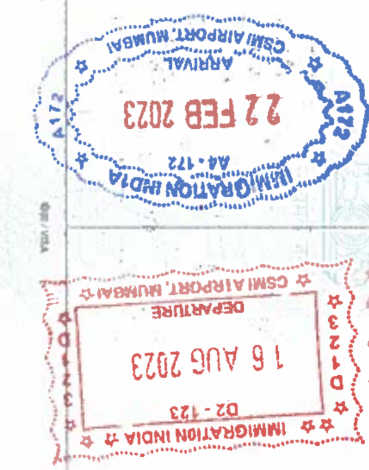 ☆ ☆ IMMIGRATION INDIA ☆ ☆
D2 - 123
16 AUG 2023
DEPARTURE
☆ CSMI AIRPORT, MUMBAI ☆
D123
D123
IMMIGRATION INDIA
A4 - 172
22 FEB 2023
ARRIVAL
CSMI AIRPORT, MUMBAI
A172
A172
VISA